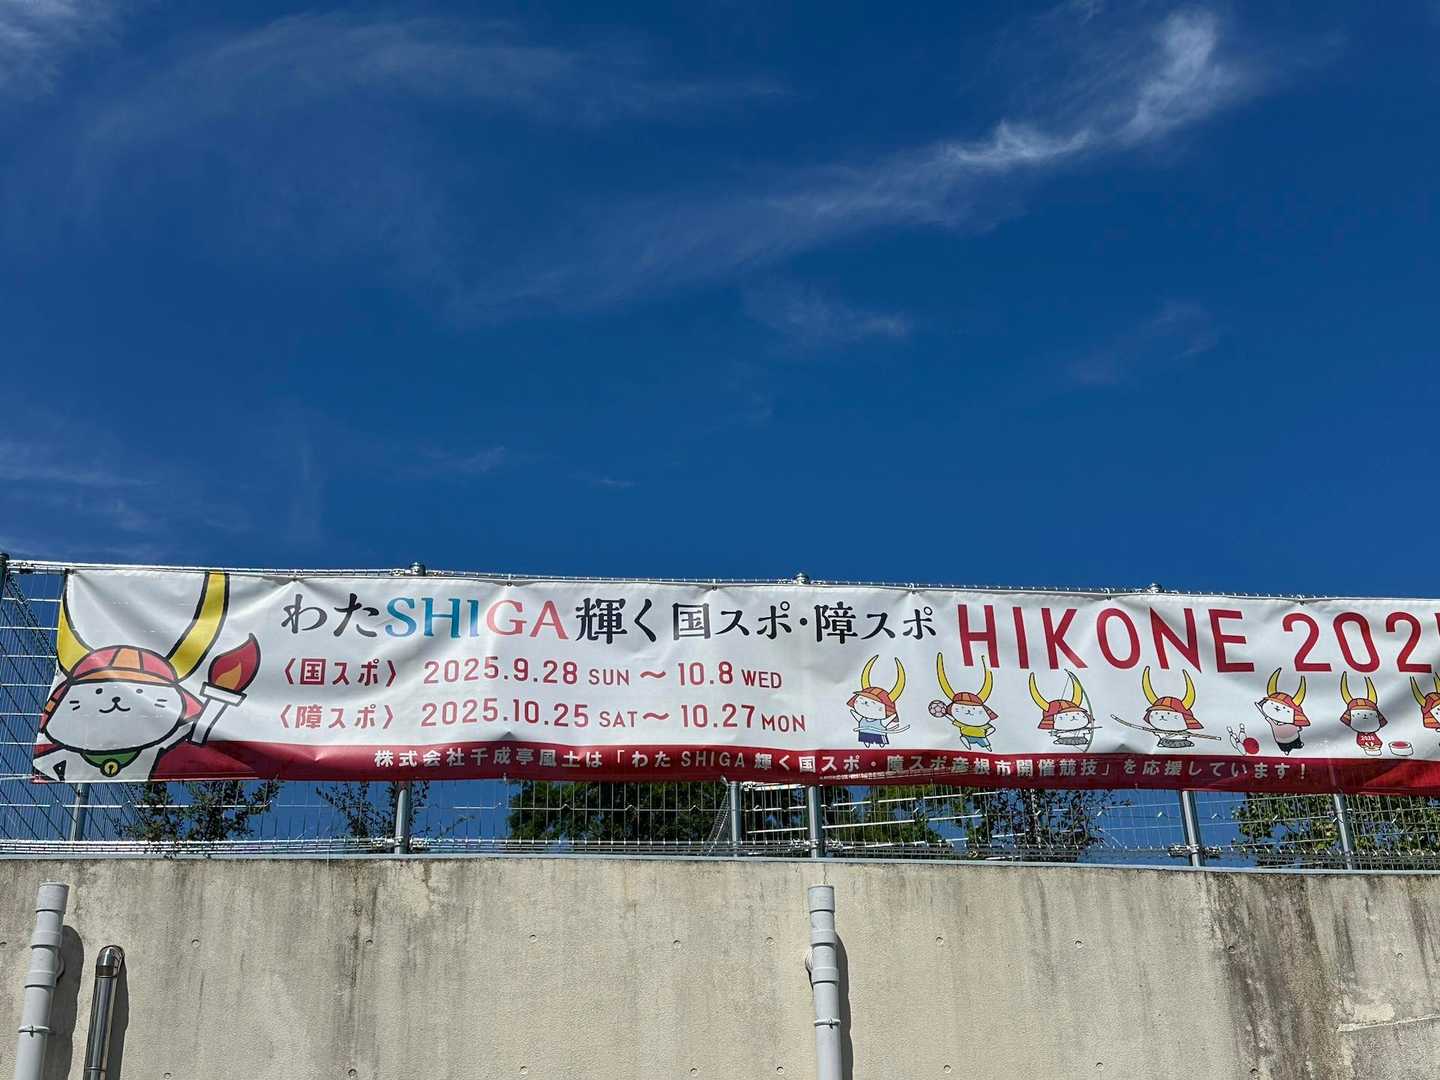 わたSHIGA輝く国スポ・障スポ
HIKONE 202
〈国スポ〉 2025.9.28 SUN ～ 10.8 WED
〈障スポ〉 2025.10.25 SAT～ 10.27 MON
株式会社千成亭風土は「わたSHIGA輝く国スポ・障スポ彦根市開催競技」を応援しています！